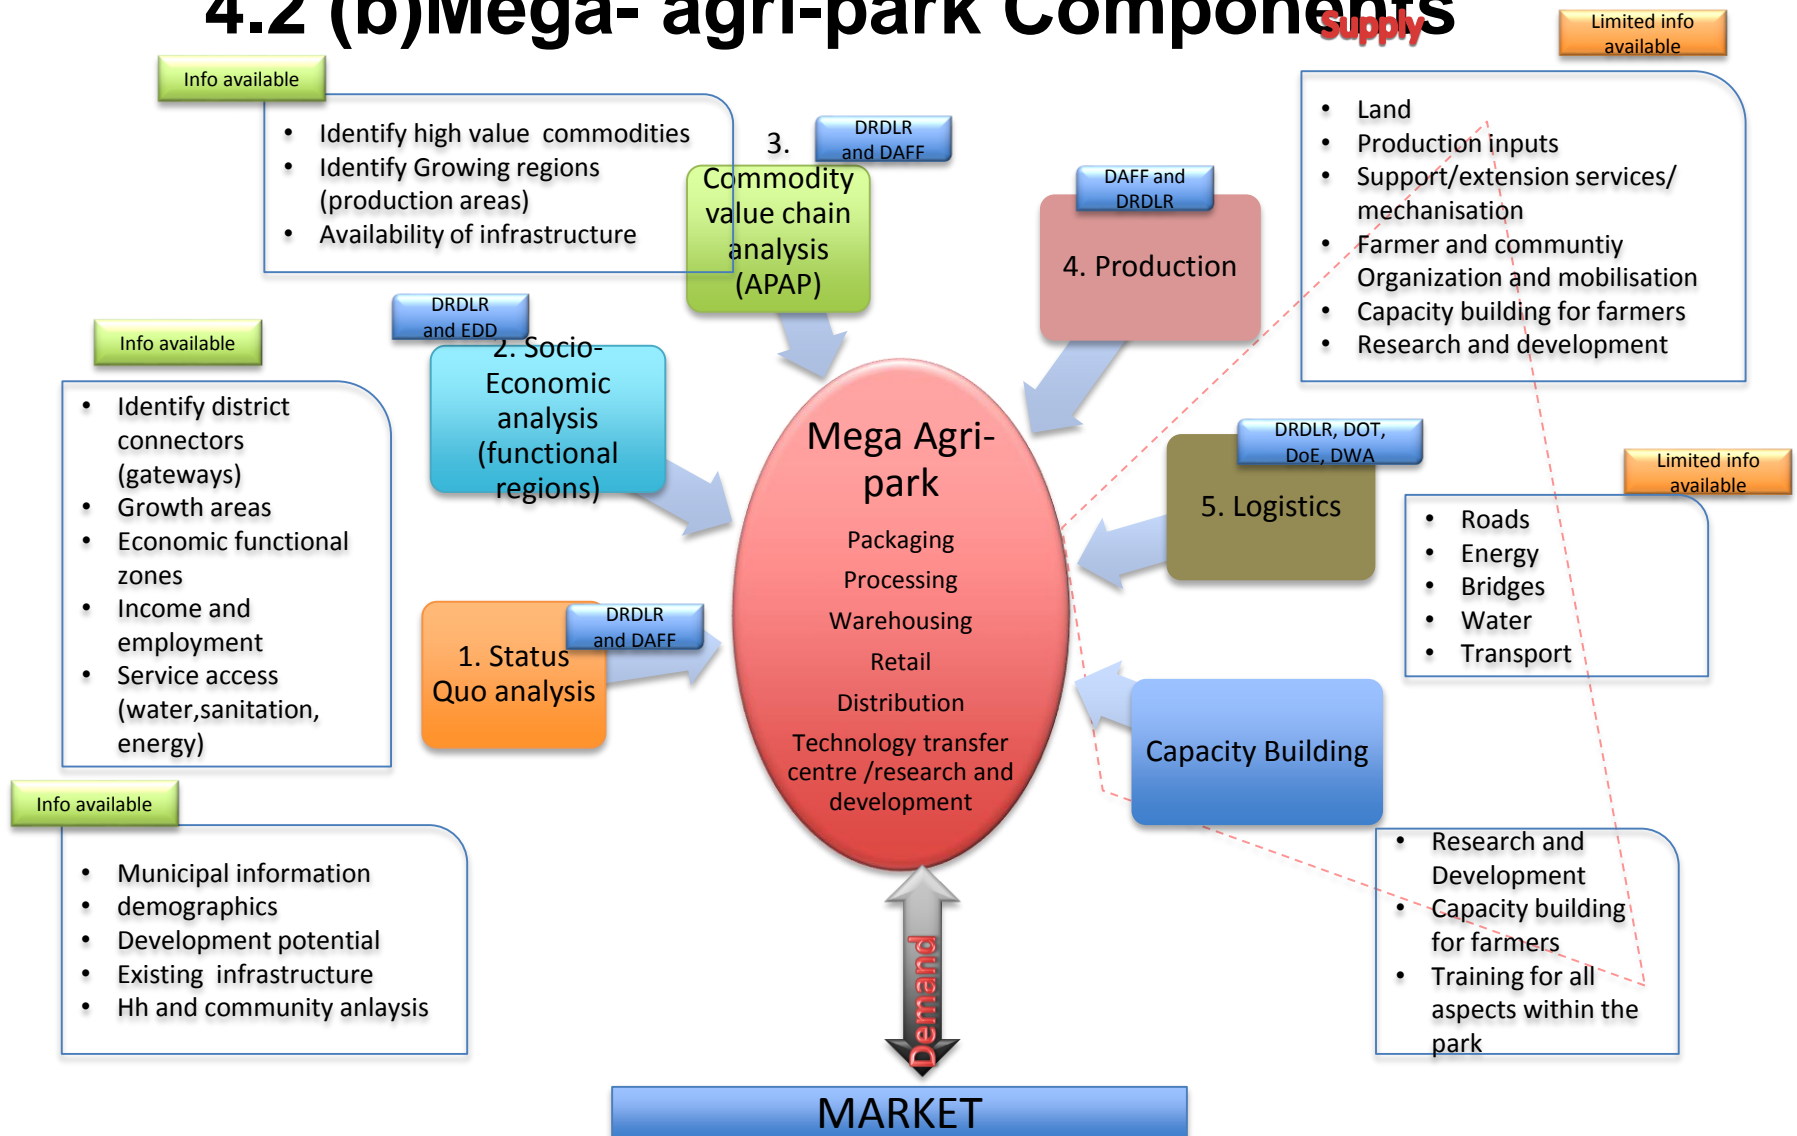 4.2 (b)Mega- agri-park Components
Supply
Limited info
available
Info available
• Identify high value commodities
• Identify Growing regions
(production areas)
• Availability of infrastructure
3.
Commodity
value chain
analysis
(APAP)
DRDLR
and DAFF
DAFF and
DRDLR
4. Production
• Land
• Production inputs
• Support/extension services/
mechanisation
• Farmer and communtiy
Organization and mobilisation
• Capacity building for farmers
• Research and development
DRDLR
and EDD
2. Socio-
Economic
analysis
(functional
regions)
Info available
• Identify district
connectors
(gateways)
• Growth areas
• Economic functional
zones
• Income and
employment
• Service access
(water,sanitation,
energy)
Mega Agri-
park
Packaging
Processing
Warehousing
Retail
Distribution
Technology transfer
centre /research and
development
DRDLR, DOT,
DoE, DWA
5. Logistics
Limited info
available
• Roads
• Energy
• Bridges
• Water
• Transport
DRDLR
and DAFF
1. Status
Quo analysis
Capacity Building
Info available
• Municipal information
• demographics
• Development potential
• Existing infrastructure
• Hh and community anlaysis
• Research and
Development
• Capacity building
for farmers
• Training for all
aspects within the
park
Demand
MARKET